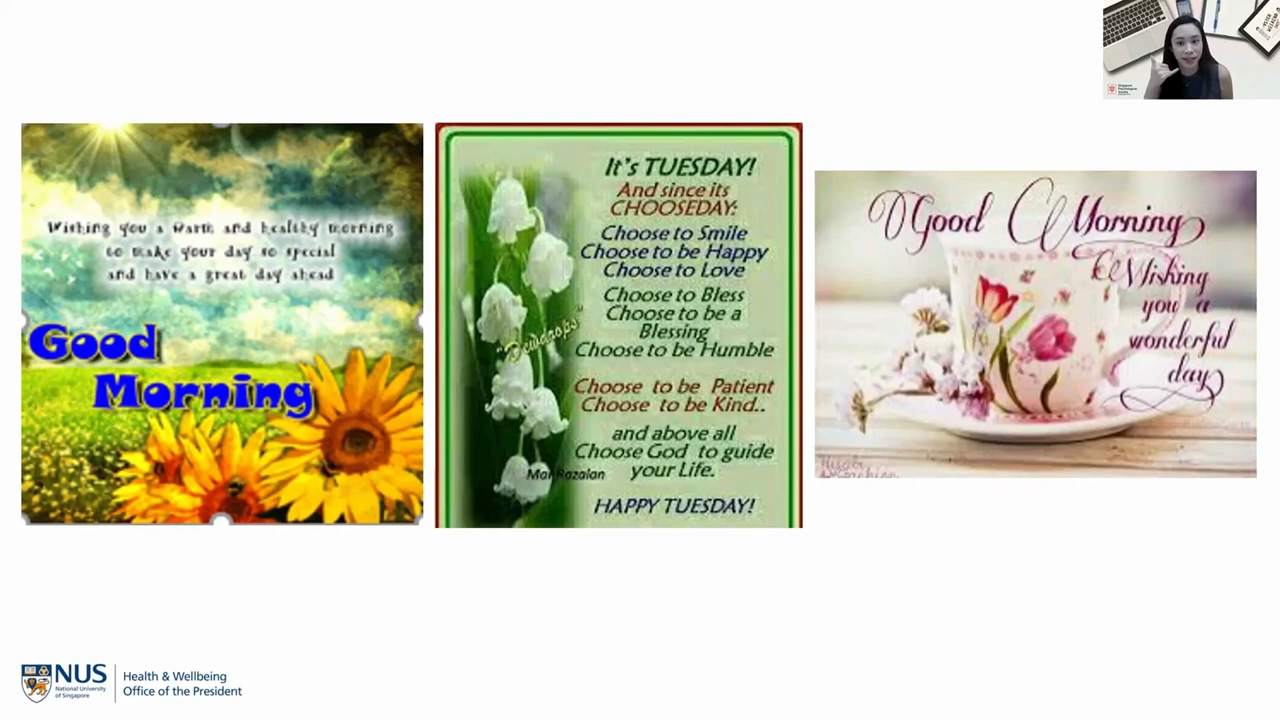 Wishing you a warm and healthy morning
to make your day so special
and have a great day ahead
Good
Morning
It's TUESDAY!
And since its
CHOOSEDAY:
Choose to Smile
Choose to be Happy
Choose to Love
Choose to Bless
Choose to be a
Blessing
Choose to be Humble
"Dewdrops"
Choose to be Patient
Choose to be Kind..
and above all
Choose God to guide
your Life.
HAPPY TUESDAY!
Good Morning
Wishing
you a
wonderful
day
Singapore
Psychological
Society
NUS
National University
of Singapore
Health & Wellbeing
Office of the President